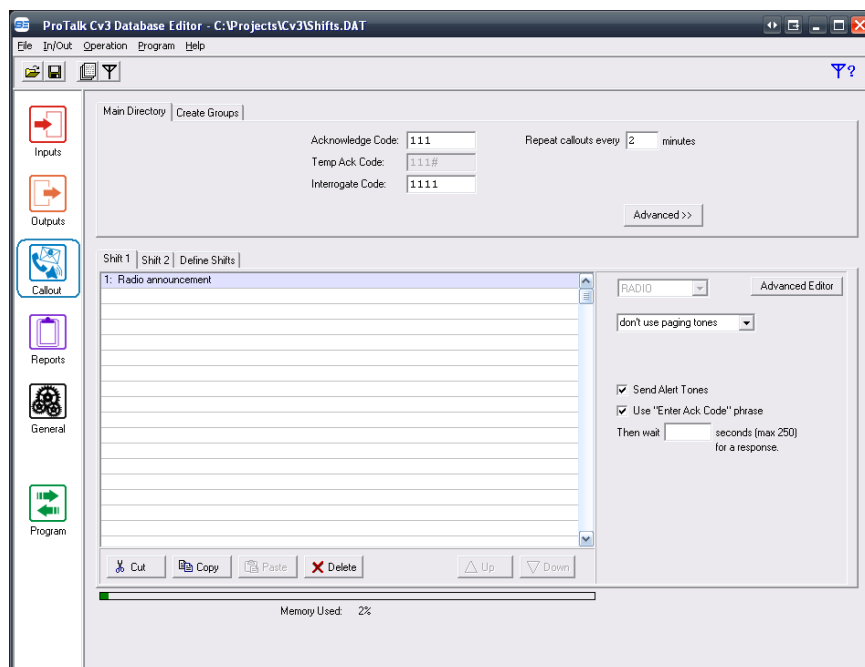 ProTalk Cv3 Database Editor - C:\Projects\Cv3\Shifts.DAT
File In/Out Operation Program Help
?
Inputs
Outputs
Callout
Reports
General
Program
Main Directory Create Groups
Acknowledge Code: 111
Repeat callouts every 2 minutes
Temp Ack Code: 111#
Interrogate Code: 1111
Advanced >>
Shift 1 Shift 2 Define Shifts
1: Radio announcement
RADIO
Advanced Editor
don't use paging tones
Send Alert Tones
Use "Enter Ack Code" phrase
Then wait seconds (max 250)
for a response.
Cut Copy Paste Delete Up Down
Memory Used: 2%